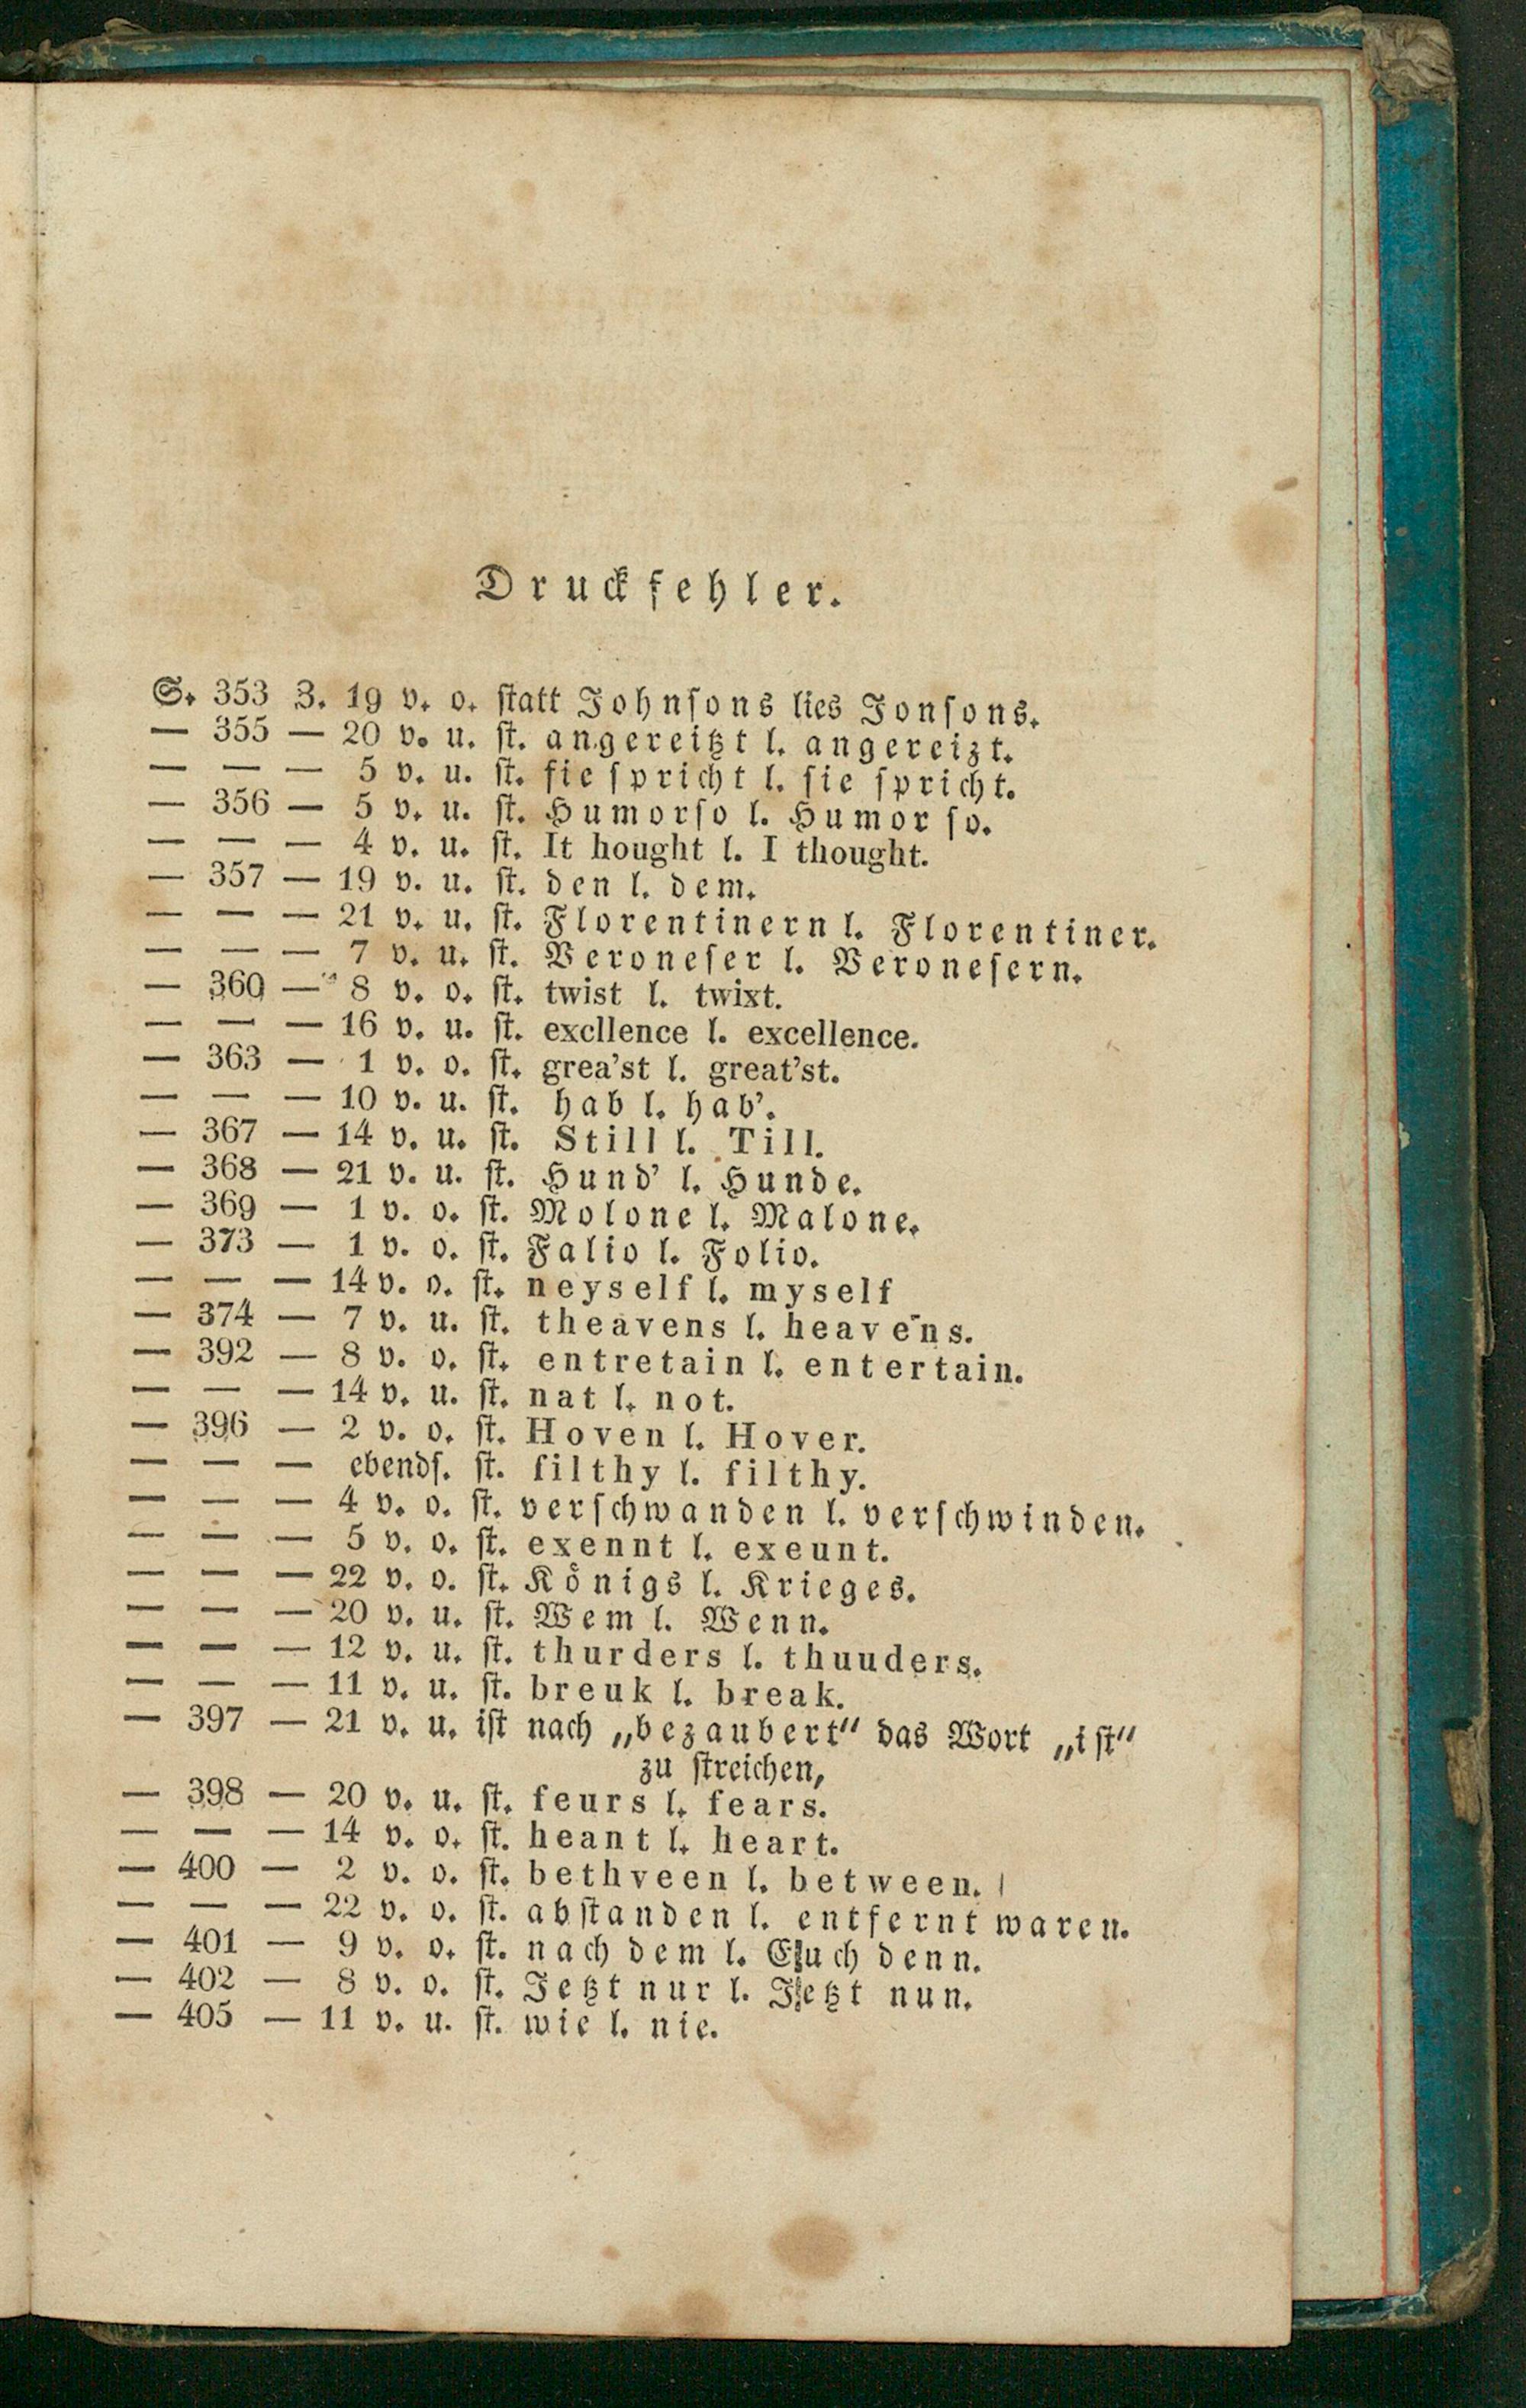 Druckfehler.
S. 353 Z. 19 v. o. ſtatt Johnſons lies Jonſons.
— 355 — 20 v. u. ſt. angereitzt l. angereizt.
— — — 5 v. u. ſt. fie ſpricht l. ſie ſpricht.
— 356 — 5 v. u. ſt. Humorſo l. Humor ſo.
— — — 4 v. u. ſt. It hought l. I thought.
— 357 — 19 v. u. ſt. den l. dem.
— — — 21 v. u. ſt. Florentinern l. Florentiner.
— — — 7 v. u. ſt. Veroneſer l. Veroneſern.
— 360 — 8 v. o. ſt. twist l. twixt.
— — — 16 v. u. ſt. excllence l. excellence.
— 363 — 1 v. o. ſt. grea'st l. great'st.
— — — 10 v. u. ſt. hab l. hab'.
— 367 — 14 v. u. ſt. Still l. Till.
— 368 — 21 v. u. ſt. Hund' l. Hunde.
— 369 — 1 v. o. ſt. Molone l. Malone.
— 373 — 1 v. o. ſt. Falio l. Folio.
— — — 14 v. o. ſt. neyself l. myself
— 374 — 7 v. u. ſt. theavens l. heavens.
— 392 — 8 v. o. ſt. entretain l. entertain.
— — — 14 v. u. ſt. nat l. not.
— 396 — 2 v. o. ſt. Hoven l. Hover.
— — — ebendſ. ſt. ſilthy l. filthy.
— — — 4 v. o. ſt. verſchwanden l. verſchwinden.
— — — 5 v. o. ſt. exennt l. exeunt.
— — — 22 v. o. ſt. Königs l. Krieges.
— — — 20 v. u. ſt. Wem l. Wenn.
— — — 12 v. u. ſt. thurders l. thuuders.
— — — 11 v. u. ſt. breuk l. break.
— 397 — 21 v. u. iſt nach „bezaubert“ das Wort „iſt“
zu ſtreichen,
— 398 — 20 v. u. ſt. feurs l. fears.
— — — 14 v. o. ſt. heant l. heart.
— 400 — 2 v. o. ſt. bethveen l. between.
— — — 22 v. o. ſt. abſtanden l. entfernt waren.
— 401 — 9 v. o. ſt. nach dem l. Euch denn.
— 402 — 8 v. o. ſt. Jetzt nur l. Jetzt nun.
— 405 — 11 v. u. ſt. wie l. nie.